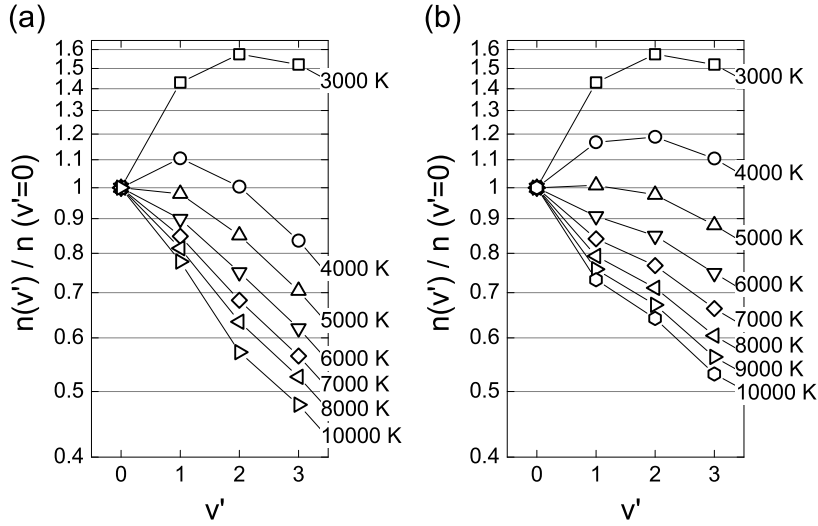 (a)
n(v') / n (v'=0)
1.6
1.5
1.4
1.3
1.2
1.1
1
0.9
0.8
0.7
0.6
0.5
0.4
3000 K
4000 K
5000 K
6000 K
7000 K
8000 K
10000 K
0 1 2 3
v'
(b)
n(v') / n (v'=0)
1.6
1.5
1.4
1.3
1.2
1.1
1
0.9
0.8
0.7
0.6
0.5
0.4
3000 K
4000 K
5000 K
6000 K
7000 K
8000 K
9000 K
10000 K
0 1 2 3
v'